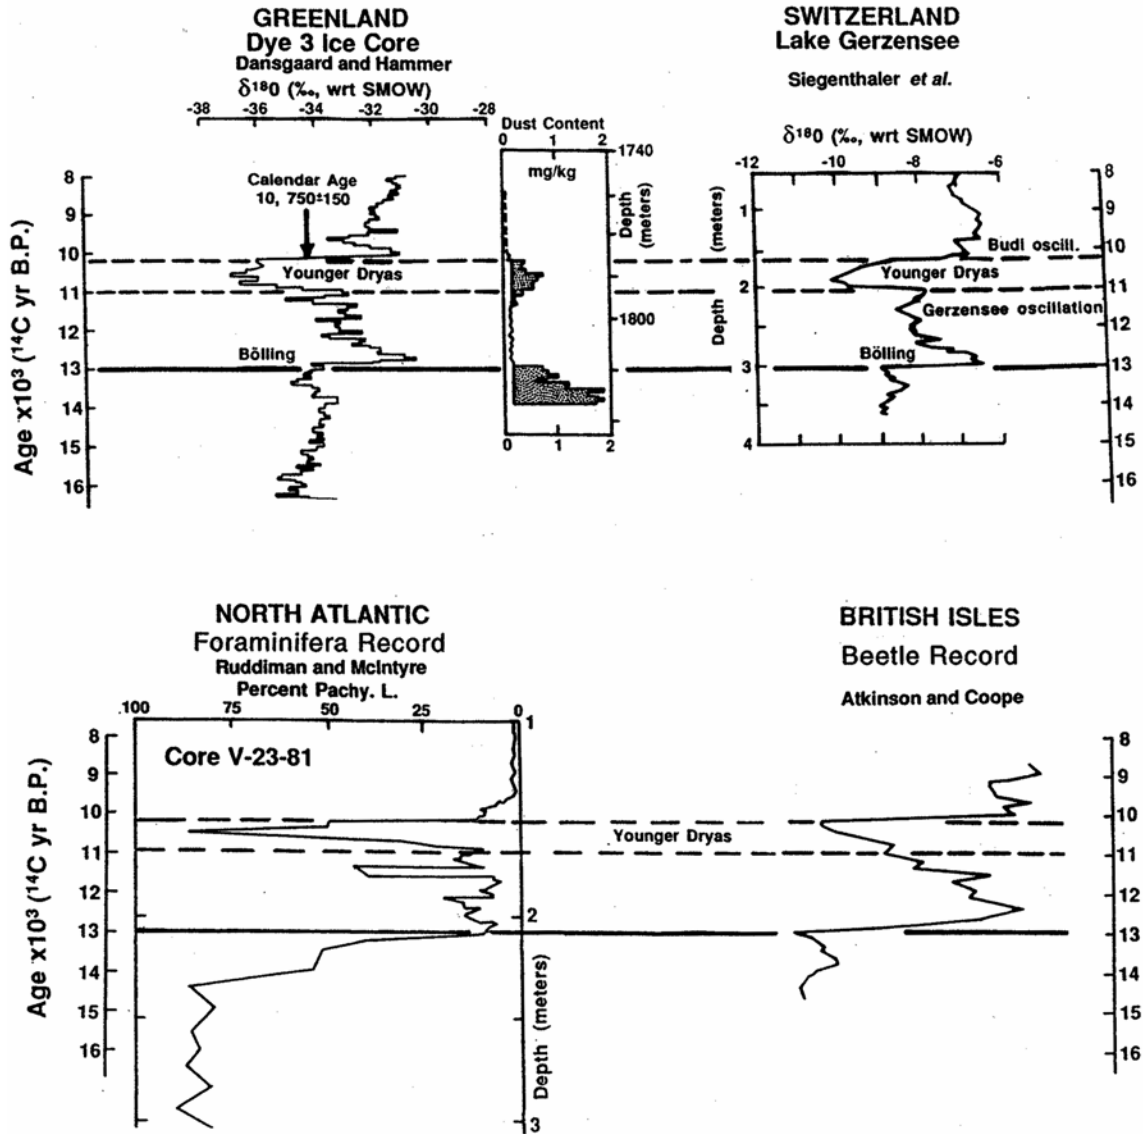 GREENLAND
Dye 3 Ice Core
Dansgaard and Hammer
δ¹⁸O (‰, wrt SMOW)
-38 -36 -34 -32 -30 -28
Calendar Age
10, 750±150
Younger Dryas
Bölling
Age x10³ (¹⁴C yr B.P.)
8
9
10
11
12
13
14
15
16
Dust Content
0 1 2
mg/kg
1740
Depth
(meters)
1800
0 1 2
SWITZERLAND
Lake Gerzensee
Siegenthaler et al.
δ¹⁸O (‰, wrt SMOW)
-12 -10 -8 -6
Depth (meters)
1
2
3
4
Budl oscill.
Younger Dryas
Gerzensee osciillation
Bölling
8
9
10
11
12
13
14
15
16
NORTH ATLANTIC
Foraminifera Record
Ruddiman and McIntyre
Percent Pachy. L.
100 75 50 25 0
Core V-23-81
Age x10³ (¹⁴C yr B.P.)
8
9
10
11
12
13
14
15
16
1
2
3
Depth (meters)
Younger Dryas
BRITISH ISLES
Beetle Record
Atkinson and Coope
8
9
10
11
12
13
14
15
16